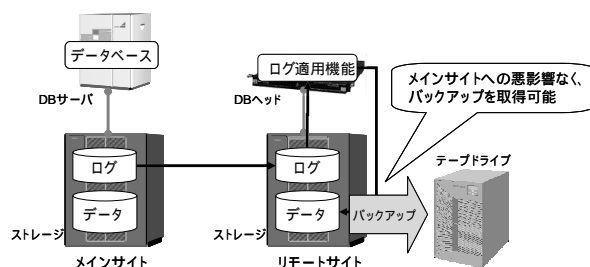 データベース
DBサーバ
ログ適用機能
DBヘッド
メインサイトへの悪影響なく、
バックアップを取得可能
テープドライブ
ログ
データ
ストレージ
メインサイト
ログ
データ
ストレージ
リモートサイト
バックアップ